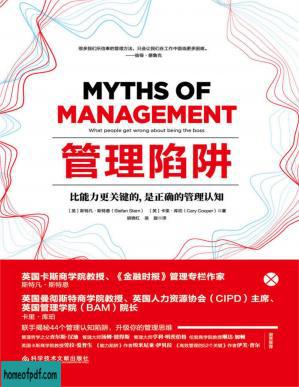 很多我们所信奉的管理方法，只会让我们在工作中面临更多困难。
——彼得·德鲁克
MYTHS OF
MANAGEMENT
What people get wrong about being the boss
管理陷阱
比能力更关键的，是正确的管理认知
［英］斯特凡·斯特恩（Stefan Stern） ［英］卡里·库珀（Cary Cooper）
英国卡斯商学院教授、《金融时报》管理专栏作家
斯特凡·斯特恩
英国曼彻斯特商学院教授、英国人力资源协会（CIPD）主席、
英国管理学院（BAM）院长
卡里·库珀
联手揭秘44个管理认知陷阱，升级你的管理思维
科学技术文献出版社
homeofpdf.com